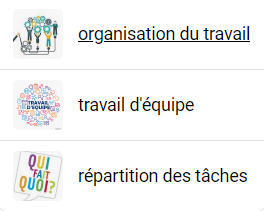 organisation du travail
TRAVAIL
D'ÉQUIPE
travail d'équipe
QUI
FAIT
QUOI?
répartition des tâches